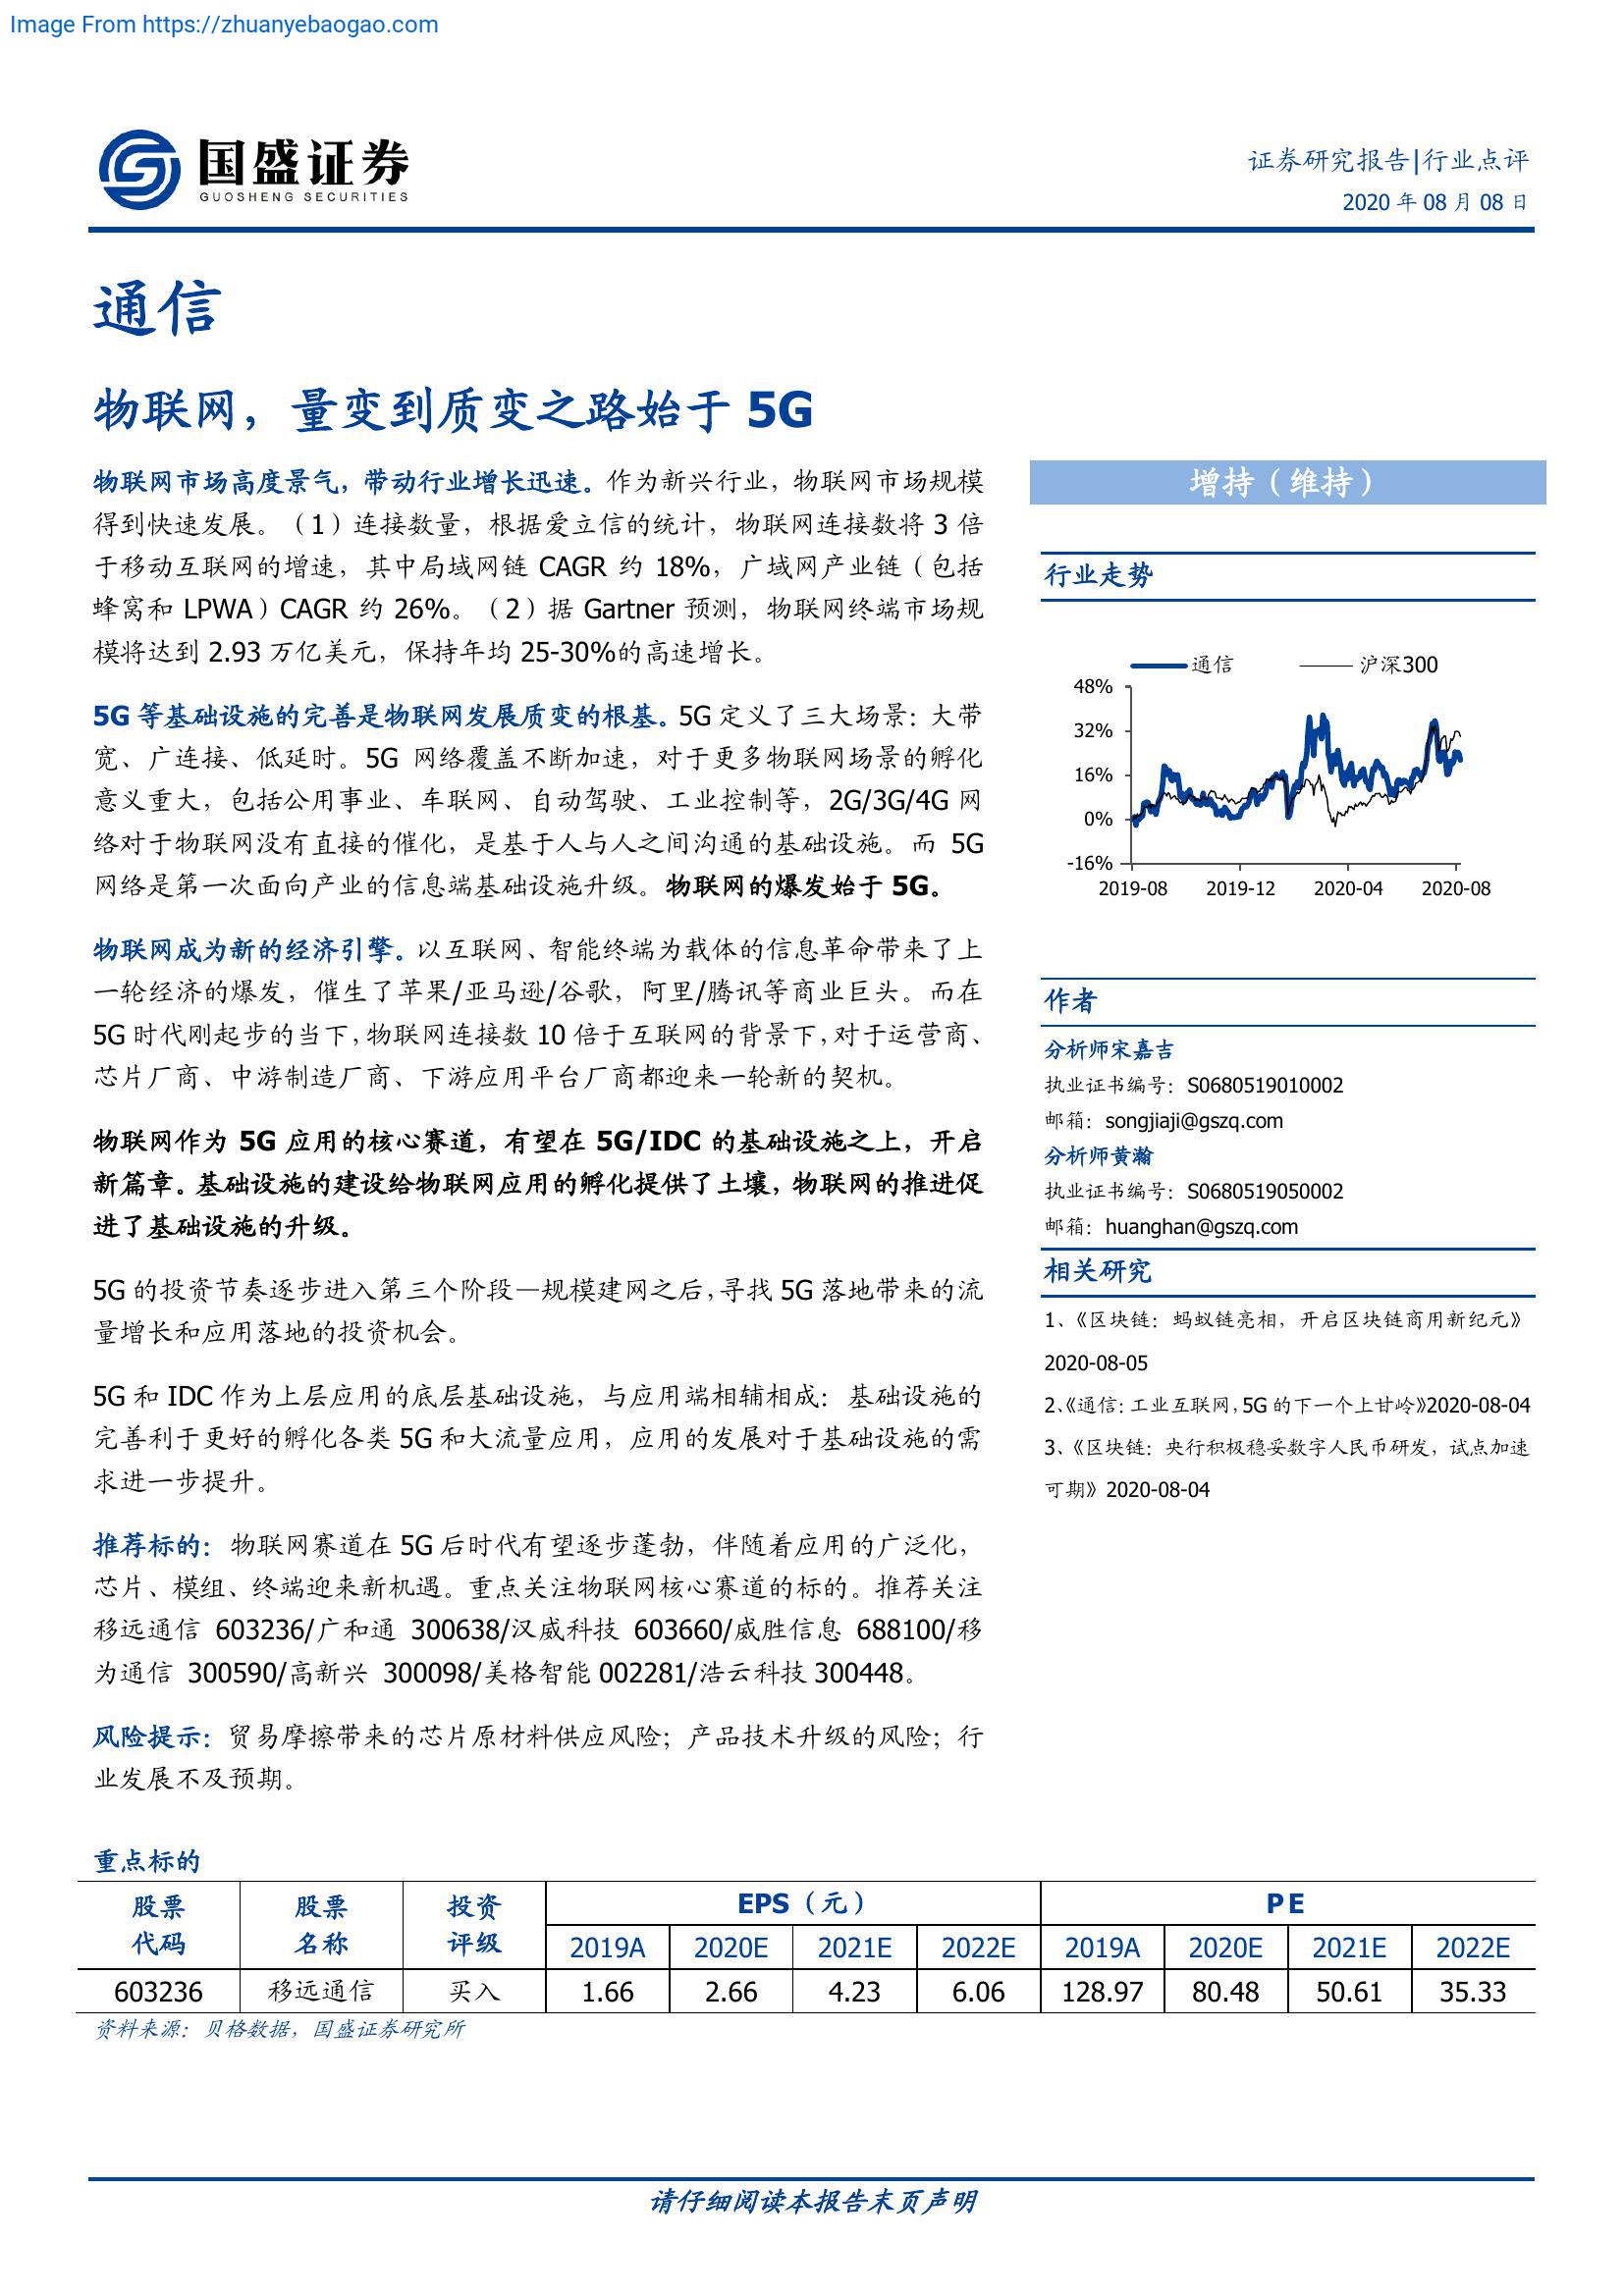 Image From https://zhuanyebaogao.com
国盛证券
GUOSHENG SECURITIES
证券研究报告|行业点评
2020 年 08 月 08 日
通信
物联网，量变到质变之路始于 5G
物联网市场高度景气，带动行业增长迅速。作为新兴行业，物联网市场规模
得到快速发展。（1）连接数量，根据爱立信的统计，物联网连接数将 3 倍
于移动互联网的增速，其中局域网链 CAGR 约 18%，广域网产业链（包括
蜂窝和 LPWA）CAGR 约 26%。（2）据 Gartner 预测，物联网终端市场规
模将达到 2.93 万亿美元，保持年均 25-30%的高速增长。
5G 等基础设施的完善是物联网发展质变的根基。5G 定义了三大场景：大带
宽、广连接、低延时。5G 网络覆盖不断加速，对于更多物联网场景的孵化
意义重大，包括公用事业、车联网、自动驾驶、工业控制等，2G/3G/4G 网
络对于物联网没有直接的催化，是基于人与人之间沟通的基础设施。而 5G
网络是第一次面向产业的信息端基础设施升级。物联网的爆发始于 5G。
物联网成为新的经济引擎。以互联网、智能终端为载体的信息革命带来了上
一轮经济的爆发，催生了苹果/亚马逊/谷歌，阿里/腾讯等商业巨头。而在
5G 时代刚起步的当下，物联网连接数 10 倍于互联网的背景下，对于运营商、
芯片厂商、中游制造厂商、下游应用平台厂商都迎来一轮新的契机。
物联网作为 5G 应用的核心赛道，有望在 5G/IDC 的基础设施之上，开启
新篇章。基础设施的建设给物联网应用的孵化提供了土壤，物联网的推进促
进了基础设施的升级。
5G 的投资节奏逐步进入第三个阶段—规模建网之后，寻找 5G 落地带来的流
量增长和应用落地的投资机会。
5G 和 IDC 作为上层应用的底层基础设施，与应用端相辅相成：基础设施的
完善利于更好的孵化各类 5G 和大流量应用，应用的发展对于基础设施的需
求进一步提升。
推荐标的：物联网赛道在 5G 后时代有望逐步蓬勃，伴随着应用的广泛化，
芯片、模组、终端迎来新机遇。重点关注物联网核心赛道的标的。推荐关注
移远通信 603236/广和通 300638/汉威科技 603660/威胜信息 688100/移
为通信 300590/高新兴 300098/美格智能 002281/浩云科技 300448。
风险提示：贸易摩擦带来的芯片原材料供应风险；产品技术升级的风险；行
业发展不及预期。
增持（维持）
行业走势
通信 沪深300
48%
32%
16%
0%
-16%
2019-08 2019-12 2020-04 2020-08
作者
分析师宋嘉吉
执业证书编号：S0680519010002
邮箱：songjiaji@gszq.com
分析师黄瀚
执业证书编号：S0680519050002
邮箱：huanghan@gszq.com
相关研究
1、《区块链：蚂蚁链亮相，开启区块链商用新纪元》
2020-08-05
2、《通信：工业互联网，5G 的下一个上甘岭》2020-08-04
3、《区块链：央行积极稳妥数字人民币研发，试点加速
可期》2020-08-04
重点标的
股票 股票 投资 EPS（元） P E
代码 名称 评级 2019A 2020E 2021E 2022E 2019A 2020E 2021E 2022E
603236 移远通信 买入 1.66 2.66 4.23 6.06 128.97 80.48 50.61 35.33
资料来源：贝格数据，国盛证券研究所
请仔细阅读本报告末页声明